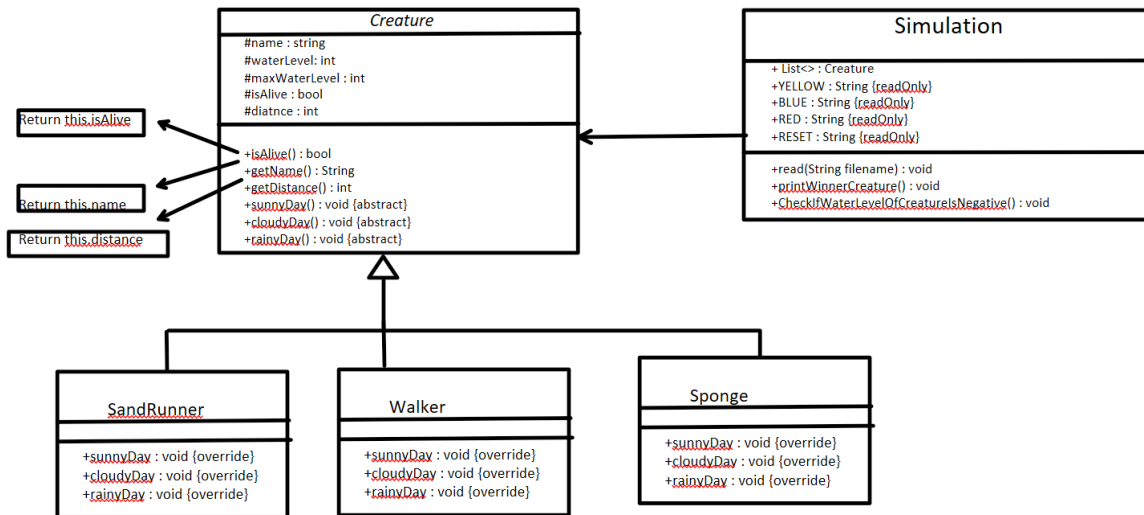 Creature
#name : string
#waterLevel: int
#maxWaterLevel : int
#isAlive : bool
#diatnce : int
+isAlive() : bool
+getName() : String
+getDistance() : int
+sunnyDay() : void {abstract}
+cloudyDay() : void {abstract}
+rainyDay() : void {abstract}
Return this.isAlive
Return this.name
Return this.distance
Simulation
+ List<> : Creature
+YELLOW : String {readOnly}
+BLUE : String {readOnly}
+RED : String {readOnly}
+RESET : String {readOnly}
+read(String filename) : void
+printWinnerCreature() : void
+CheckIfWaterLevelOfCreatureIsNegative() : void
SandRunner
+sunnyDay : void {override}
+cloudyDay : void {override}
+rainyDay : void {override}
Walker
+sunnyDay : void {override}
+cloudyDay : void {override}
+rainyDay : void {override}
Sponge
+sunnyDay : void {override}
+cloudyDay : void {override}
+rainyDay : void {override}